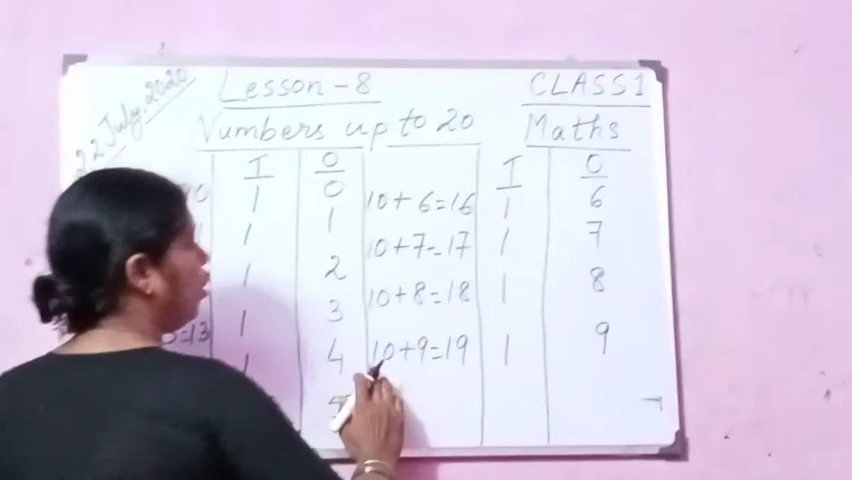 22 July, 2020
Lesson - 8
CLASS 1
Numbers up to 20
Maths
T O T O
1 0 10+6=16 1 6
1 1 10+7=17 1 7
1 2 10+8=18 1 8
1 3
=13 1 4 10+9=19 1 9
1 5